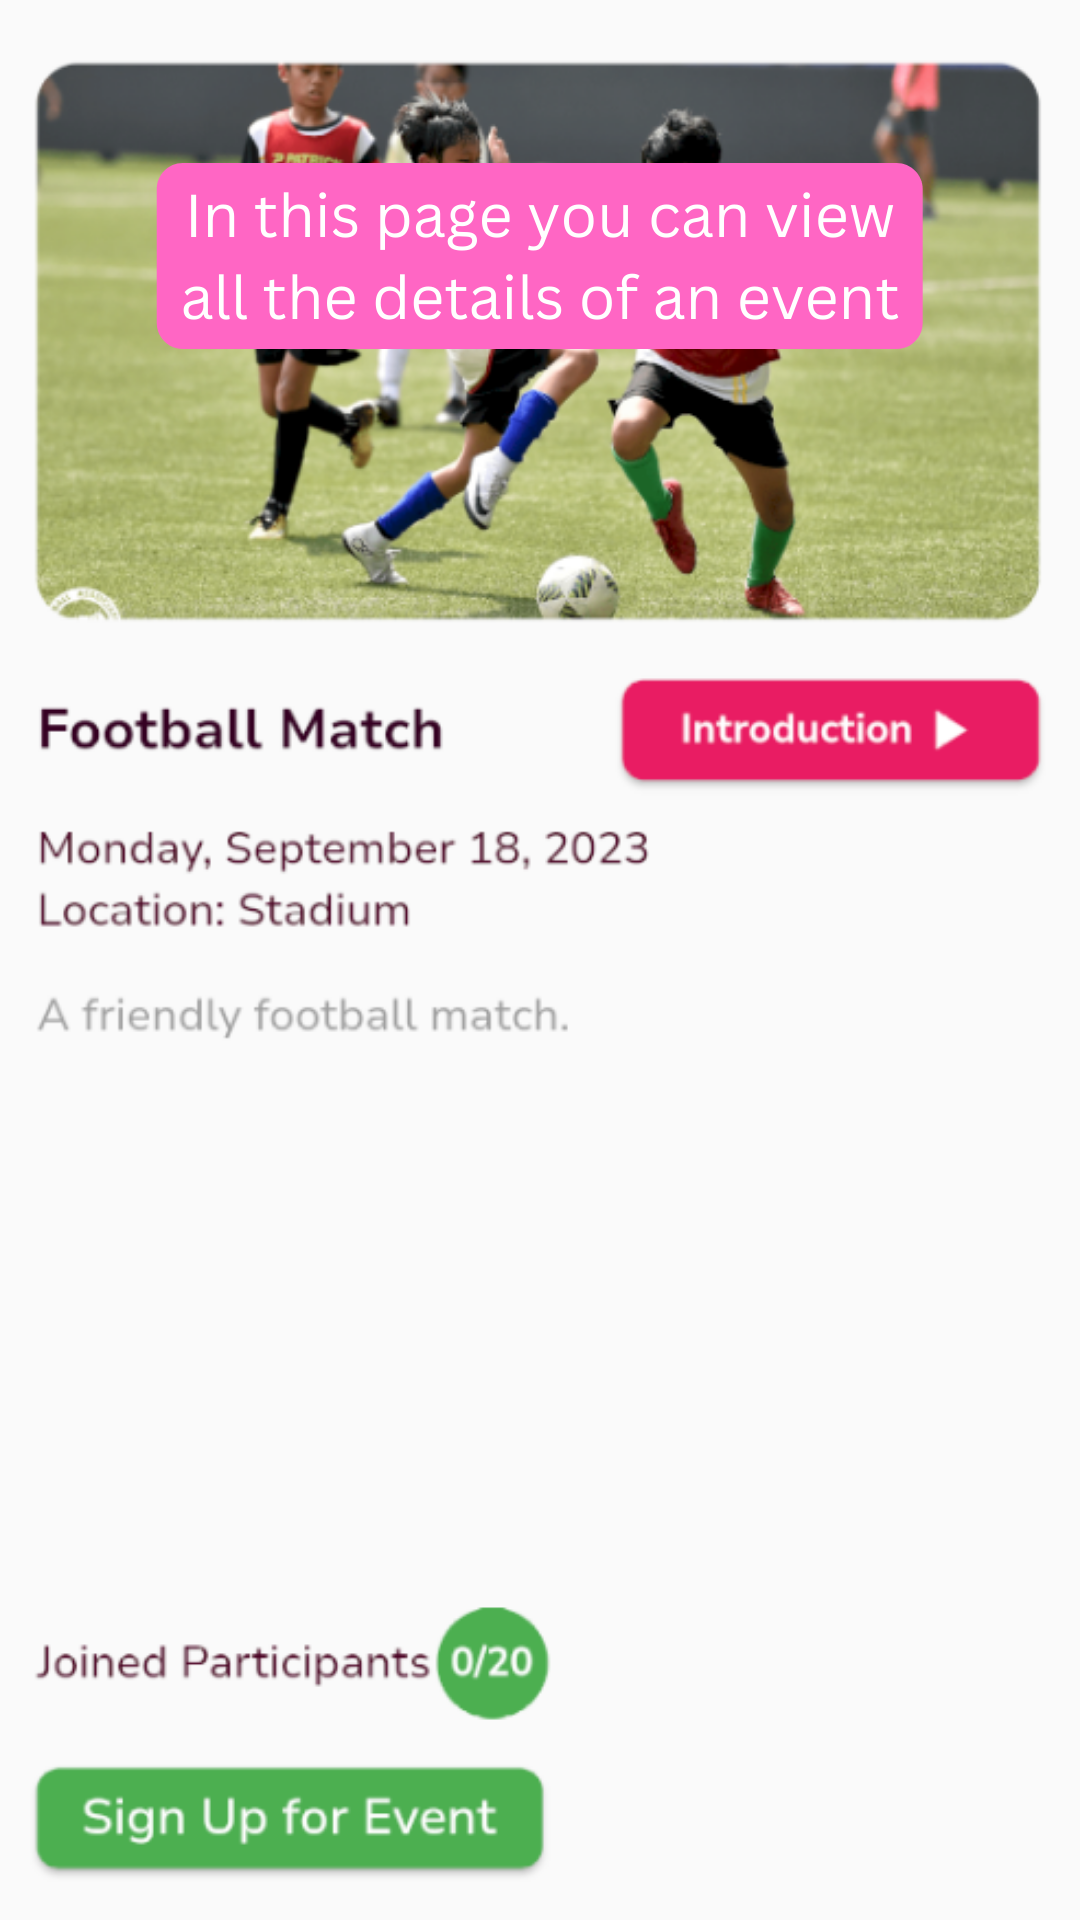 In this page you can view
all the details of an event
Football Match
Introduction
Monday, September 18, 2023
Location: Stadium
A friendly football match.
Joined Participants 0/20
Sign Up for Event